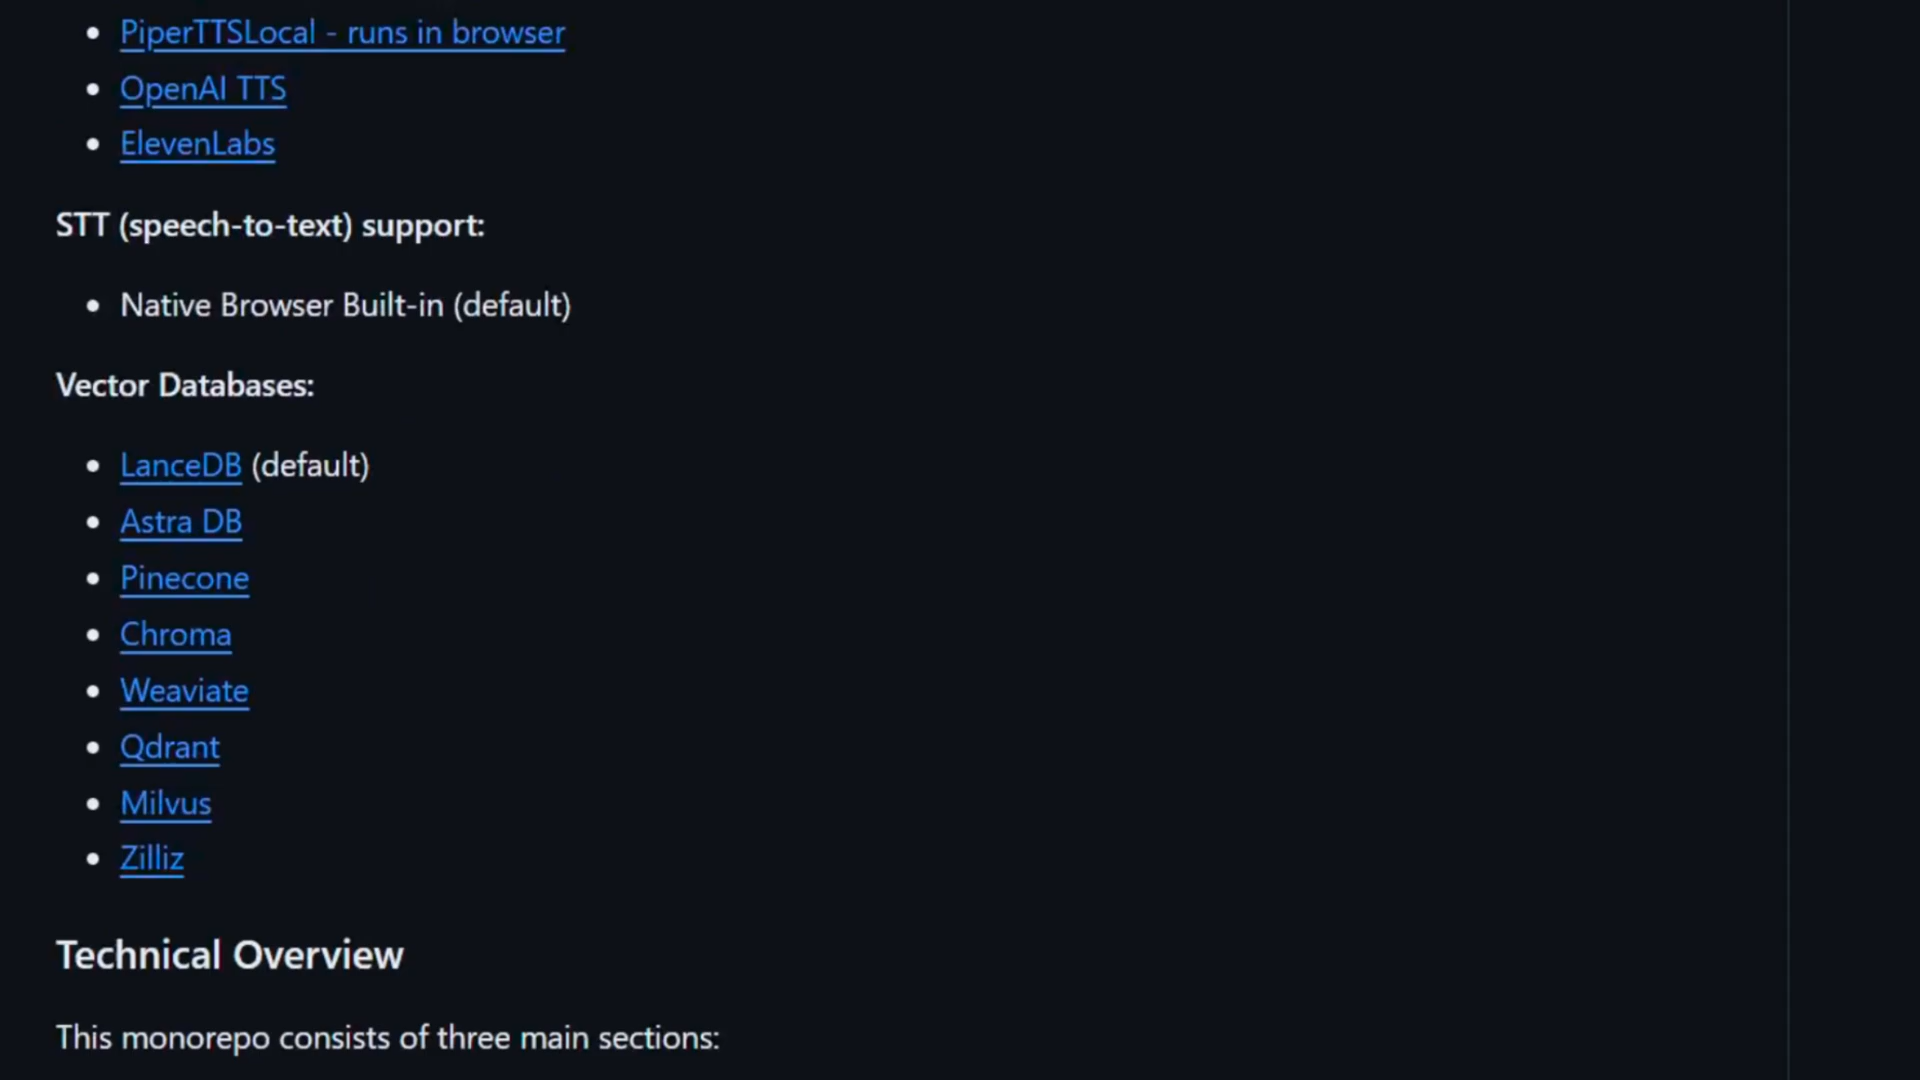 PiperTTSLocal - runs in browser
OpenAI TTS
ElevenLabs
STT (speech-to-text) support:
Native Browser Built-in (default)
Vector Databases:
LanceDB (default)
Astra DB
Pinecone
Chroma
Weaviate
Qdrant
Milvus
Zilliz
Technical Overview
This monorepo consists of three main sections: